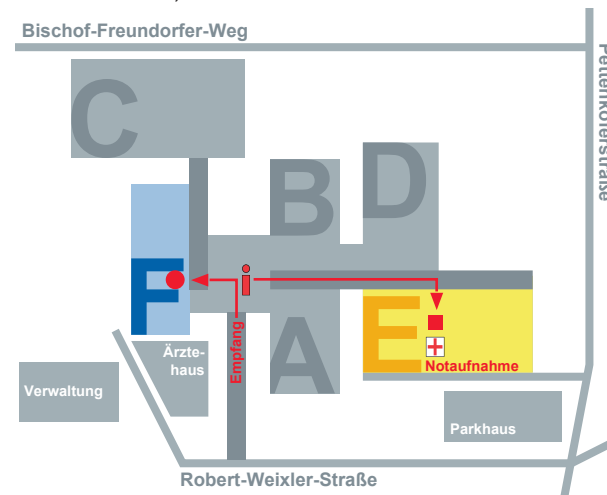 Bischof-Freundorfer-Weg
Pettenkoferstraße
C
B
D
F
i
E
A
Empfang
Notaufnahme
Ärzte-
haus
Verwaltung
Parkhaus
Robert-Weixler-Straße